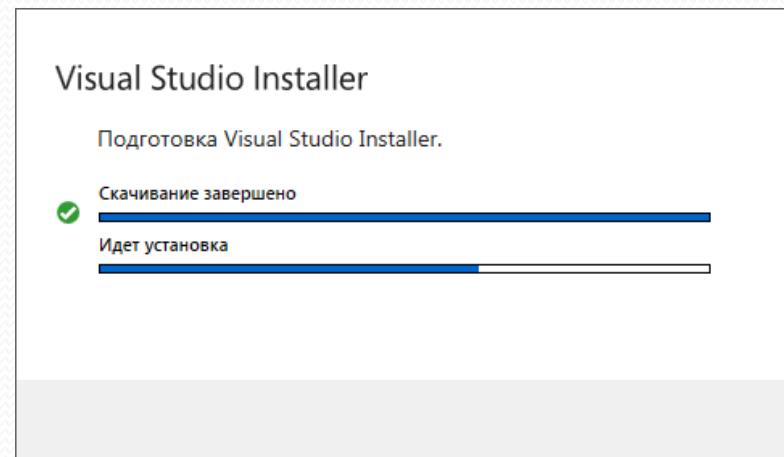 Visual Studio Installer
Подготовка Visual Studio Installer.
Скачивание завершено
Идет установка